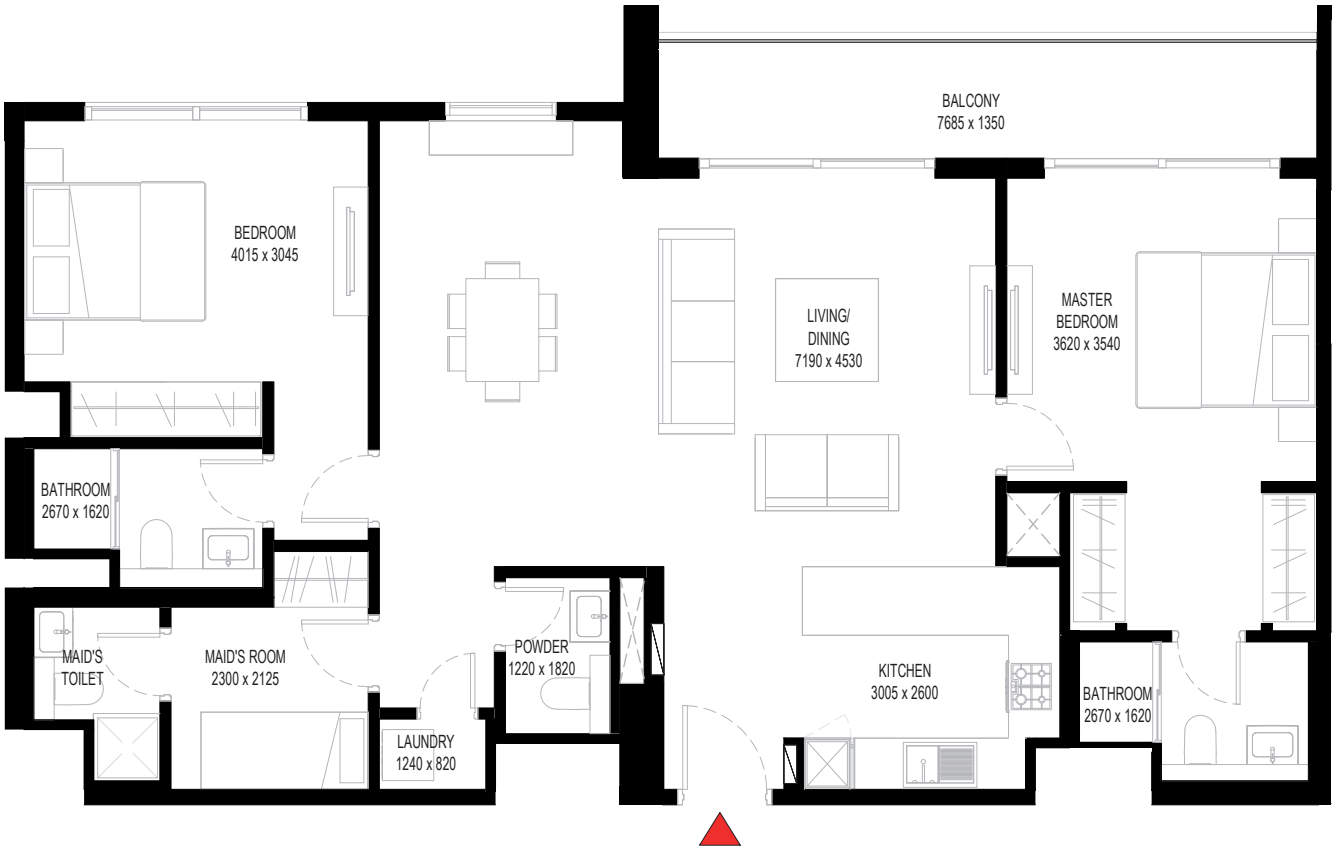 BALCONY
7685 x 1350
BEDROOM
4015 x 3045
LIVING/
DINING
7190 x 4530
MASTER
BEDROOM
3620 x 3540
BATHROOM
2670 x 1620
MAID'S
TOILET
MAID'S ROOM
2300 x 2125
POWDER
1220 x 1820
LAUNDRY
1240 x 820
KITCHEN
3005 x 2600
BATHROOM
2670 x 1620